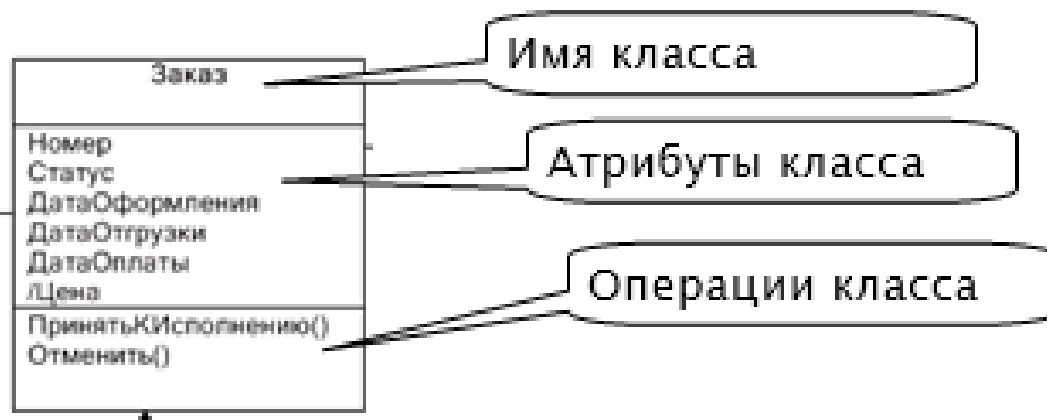 Заказ
Имя класса
Номер
Статус
ДатаОформления
ДатаОтгрузки
ДатаОплаты
/Цена
Атрибуты класса
ПринятьКИсполнению()
Отменить()
Операции класса